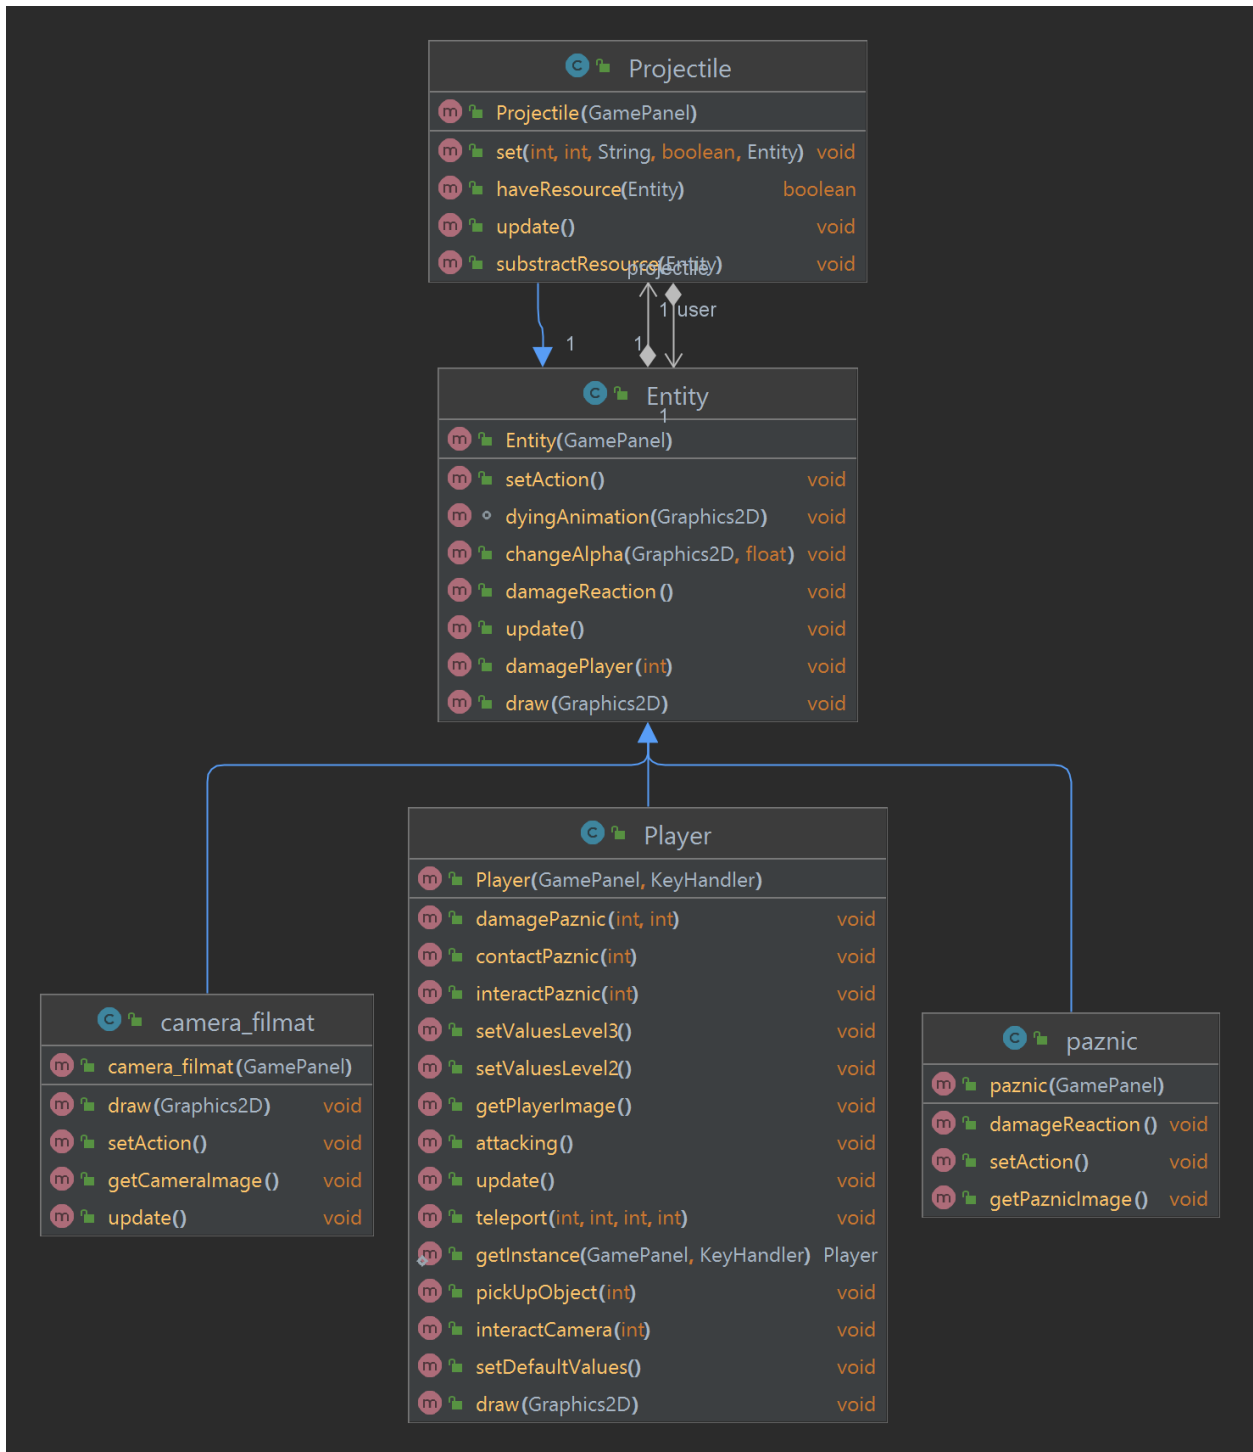 Projectile
Projectile(GamePanel)
set(int, int, String, boolean, Entity) void
haveResource(Entity) boolean
update() void
substractResource(Entity) void
projectile
1 user
1 1
Entity
1
Entity(GamePanel)
setAction() void
dyingAnimation(Graphics2D) void
changeAlpha(Graphics2D, float) void
damageReaction() void
update() void
damagePlayer(int) void
draw(Graphics2D) void
Player
Player(GamePanel, KeyHandler)
damagePaznic(int, int) void
contactPaznic(int) void
interactPaznic(int) void
setValuesLevel3() void
setValuesLevel2() void
getPlayerImage() void
attacking() void
update() void
teleport(int, int, int, int) void
getInstance(GamePanel, KeyHandler) Player
pickUpObject(int) void
interactCamera(int) void
setDefaultValues() void
draw(Graphics2D) void
camera_filmat
camera_filmat(GamePanel)
draw(Graphics2D) void
setAction() void
getCameraImage() void
update() void
paznic
paznic(GamePanel)
damageReaction() void
setAction() void
getPaznicImage() void